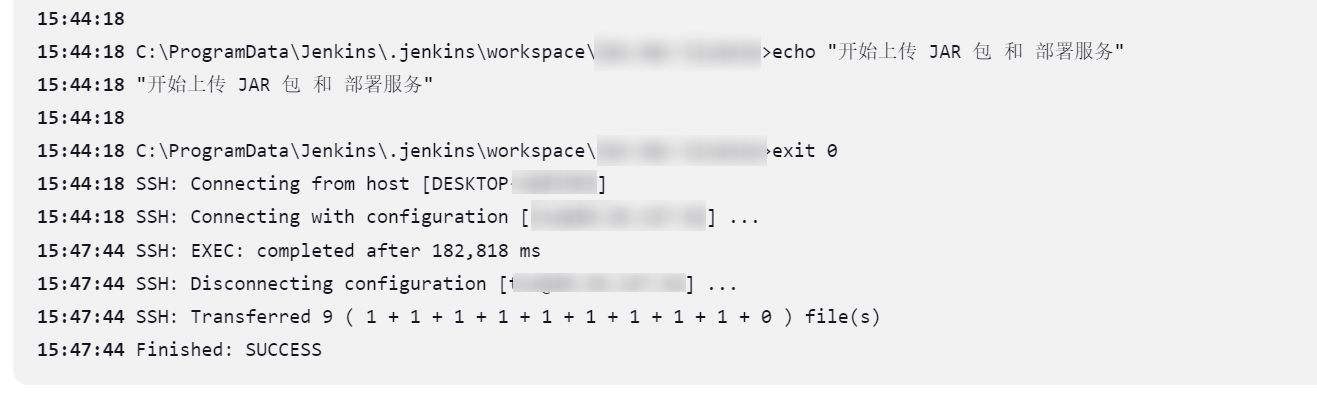 15:44:18
15:44:18 C:\ProgramData\Jenkins\.jenkins\workspace\>echo "开始上传 JAR 包 和 部署服务"
15:44:18 "开始上传 JAR 包 和 部署服务"
15:44:18
15:44:18 C:\ProgramData\Jenkins\.jenkins\workspace\>exit 0
15:44:18 SSH: Connecting from host [DESKTOP-]
15:44:18 SSH: Connecting with configuration [] ...
15:47:44 SSH: EXEC: completed after 182,818 ms
15:47:44 SSH: Disconnecting configuration [] ...
15:47:44 SSH: Transferred 9 ( 1 + 1 + 1 + 1 + 1 + 1 + 1 + 1 + 1 + 0 ) file(s)
15:47:44 Finished: SUCCESS